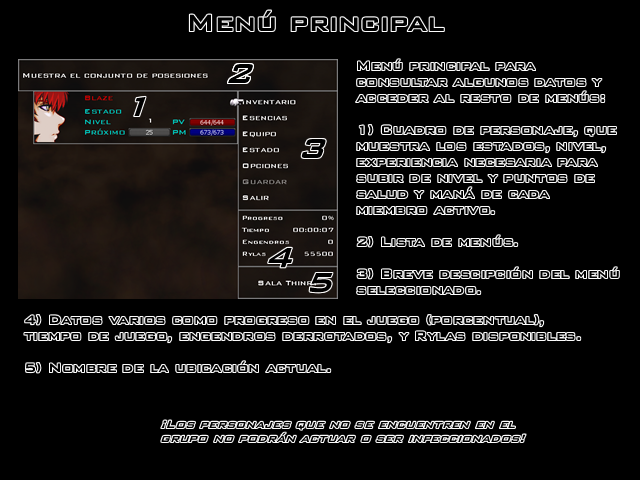 Menú principal
Muestra el conjunto de posesiones
2
Blaze
Estado
Nivel 1 PV 644/644
Próximo 25 PM 673/673
1
Inventario
Esencias
Equipo
Estado
Opciones
Guardar
Salir
3
Progreso 0%
Tiempo 00:00:07
Engendros 0
Rylas 55500
4
Sala Thing
5
Menú principal para
consultar algunos datos y
acceder al resto de menús:
1) Cuadro de personaje, que
muestra los estados, nivel,
experiencia necesaria para
subir de nivel y puntos de
salud y maná de cada
miembro activo.
2) Lista de menús.
3) Breve descipción del menú
seleccionado.
4) Datos varios como progreso en el juego (porcentual),
tiempo de juego, engendros derrotados, y Rylas disponibles.
5) Nombre de la ubicación actual.
¡Los personajes que no se encuentren en el
grupo no podrán actuar o ser inpeccionados!